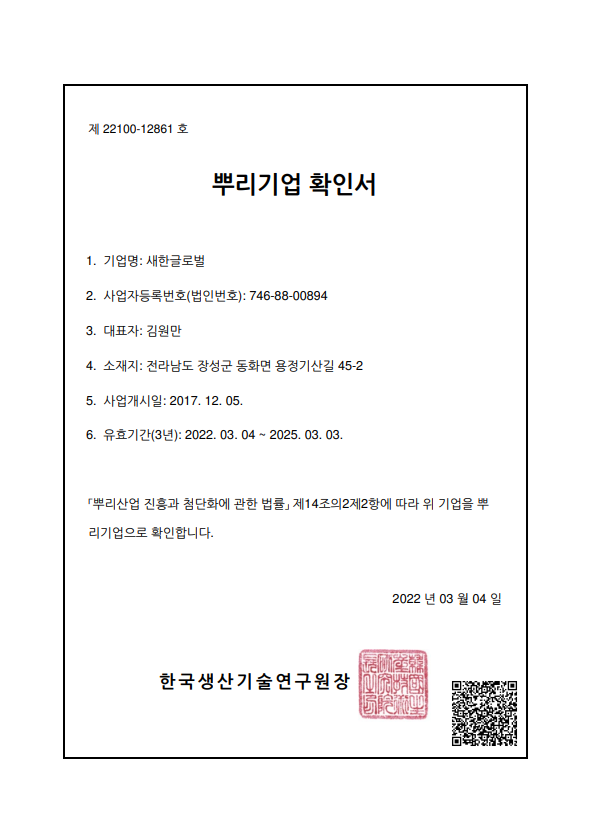 제 22100-12861 호
뿌리기업 확인서
1. 기업명: 새한글로벌
2. 사업자등록번호(법인번호): 746-88-00894
3. 대표자: 김원만
4. 소재지: 전라남도 장성군 동화면 용정기산길 45-2
5. 사업개시일: 2017. 12. 05.
6. 유효기간(3년): 2022. 03. 04 ~ 2025. 03. 03.
「뿌리산업 진흥과 첨단화에 관한 법률」 제14조의2제2항에 따라 위 기업을 뿌
리기업으로 확인합니다.
2022 년 03 월 04 일
한국생산기술연구원장